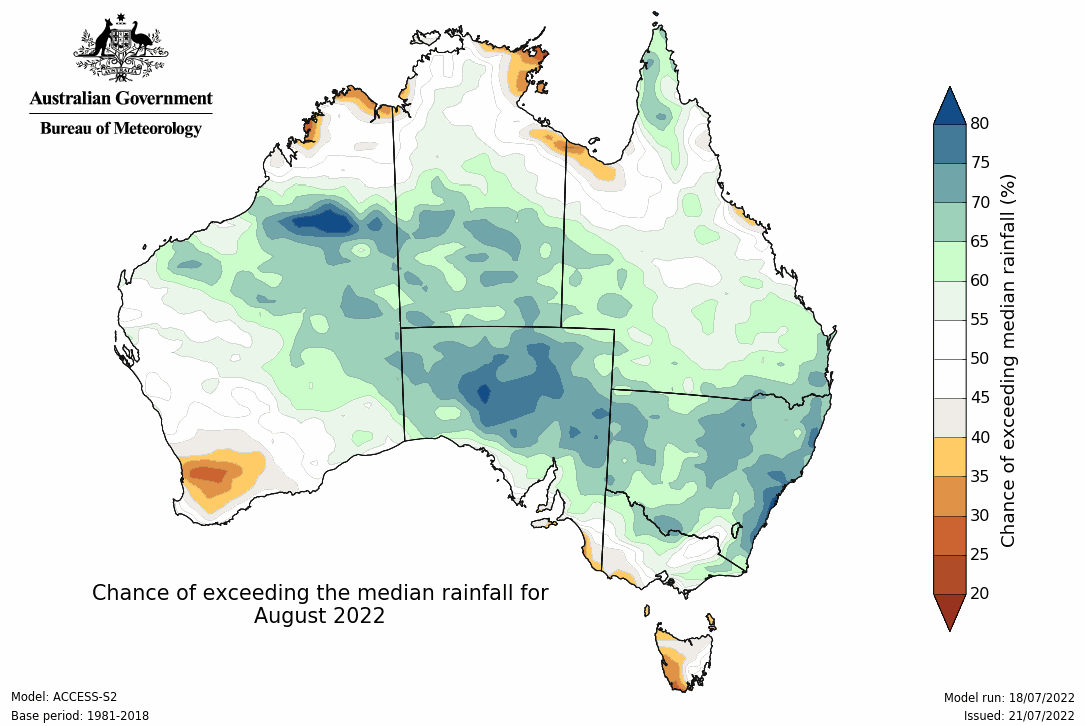 Australian Government
Bureau of Meteorology
80
75
70
65
60
55
50
45
40
35
30
25
20
Chance of exceeding median rainfall (%)
Chance of exceeding the median rainfall for
August 2022
Model: ACCESS-S2
Base period: 1981-2018
Model run: 18/07/2022
Issued: 21/07/2022